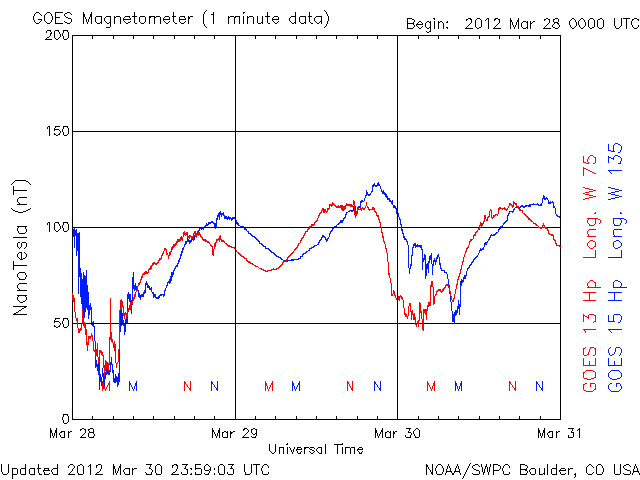 GOES Magnetometer (1 minute data)
Begin: 2012 Mar 28 0000 UTC
200
150
100
50
0
NanoTesla (nT)
M M N N M M N N M M N N
Mar 28 Mar 29 Mar 30 Mar 31
Universal Time
GOES 13 Hp Long. W 75
GOES 15 Hp Long. W 135
Updated 2012 Mar 30 23:59:03 UTC
NOAA/SWPC Boulder, CO USA